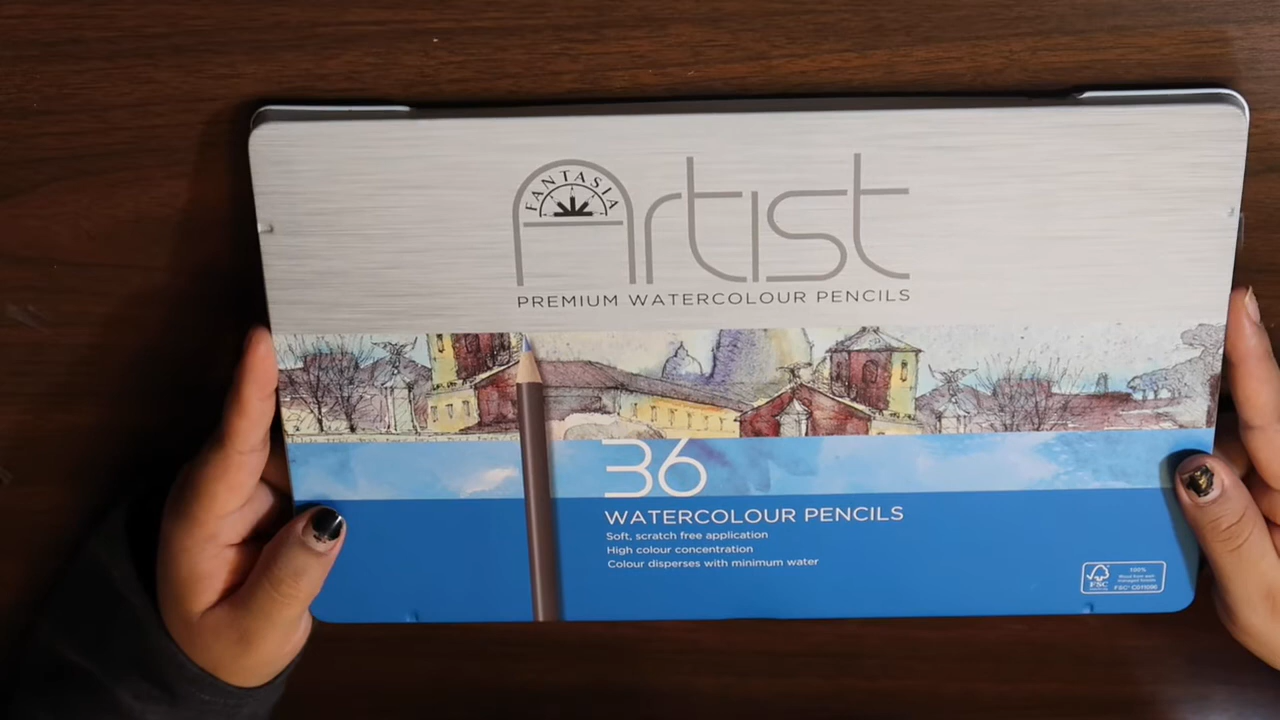 FANTASIA
Artist
PREMIUM WATERCOLOUR PENCILS
36
WATERCOLOUR PENCILS
Soft, scratch free application
High colour concentration
Colour disperses with minimum water
FSC
100%